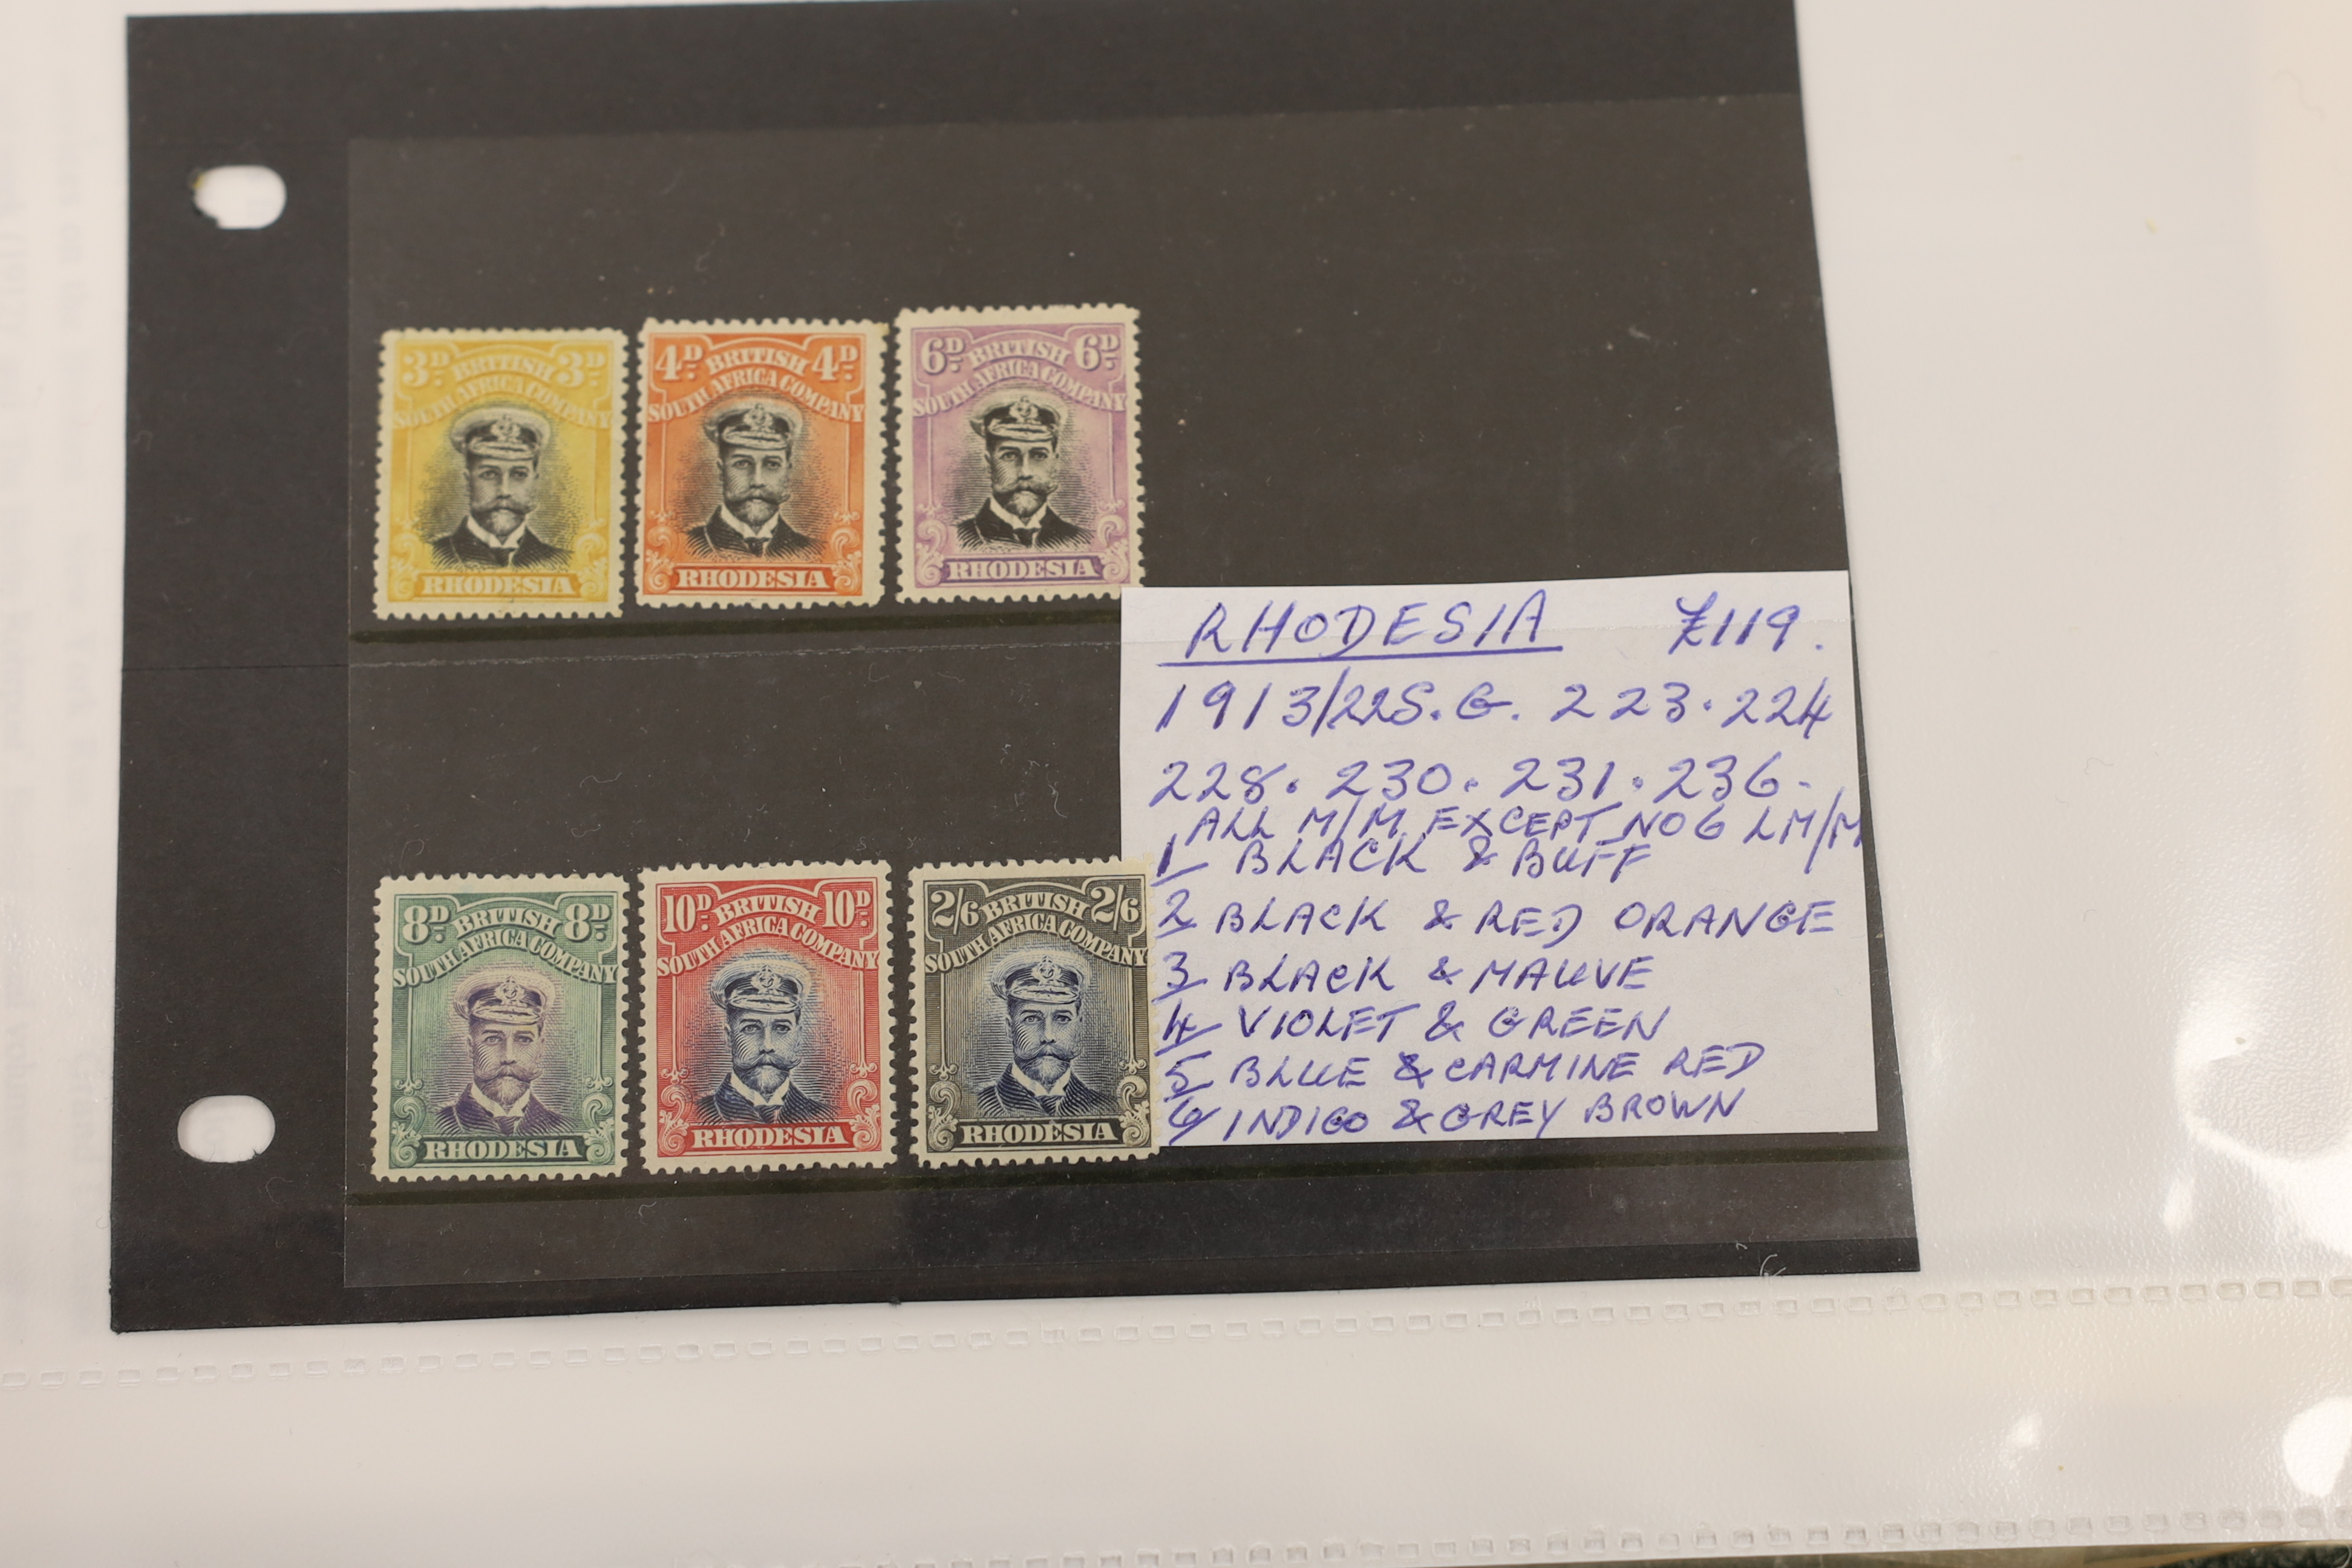 3D BRITISH 3D
SOUTH AFRICA COMPANY
RHODESIA
4D BRITISH 4D
SOUTH AFRICA COMPANY
RHODESIA
6D BRITISH 6D
SOUTH AFRICA COMPANY
RHODESIA
8D BRITISH 8D
SOUTH AFRICA COMPANY
RHODESIA
10D BRITISH 10D
SOUTH AFRICA COMPANY
RHODESIA
2/6 BRITISH 2/6
SOUTH AFRICA COMPANY
RHODESIA
RHODESIA £119.
1913/22 S.G. 223.224
228.230.231.236.
ALL M/M EXCEPT NO 6 LM/M
1 BLACK & BUFF
2 BLACK & RED ORANGE
3 BLACK & MAUVE
4 VIOLET & GREEN
5 BLUE & CARMINE RED
6 INDIGO & GREY BROWN